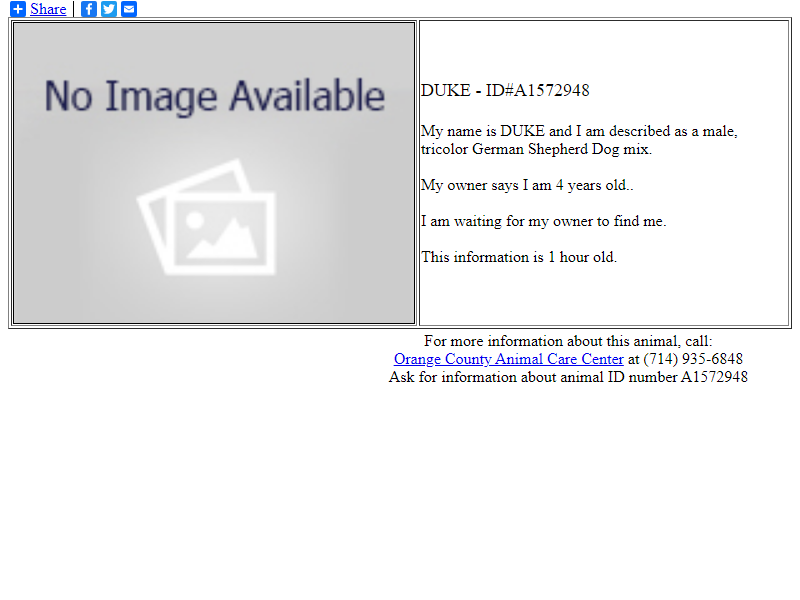 Share
No Image Available
DUKE - ID#A1572948
My name is DUKE and I am described as a male,
tricolor German Shepherd Dog mix.
My owner says I am 4 years old..
I am waiting for my owner to find me.
This information is 1 hour old.
For more information about this animal, call:
Orange County Animal Care Center at (714) 935-6848
Ask for information about animal ID number A1572948